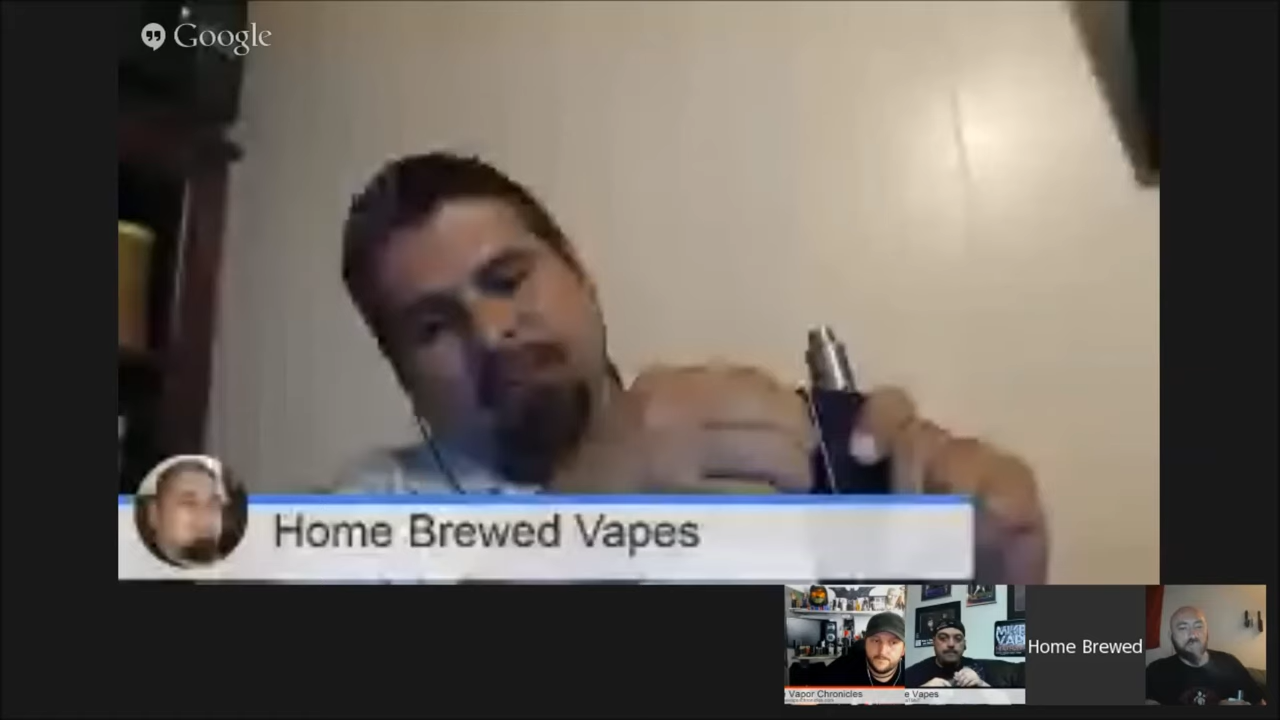 Google
Home Brewed Vapes
Home Brewed
Vapor Chronicles
e Vapes